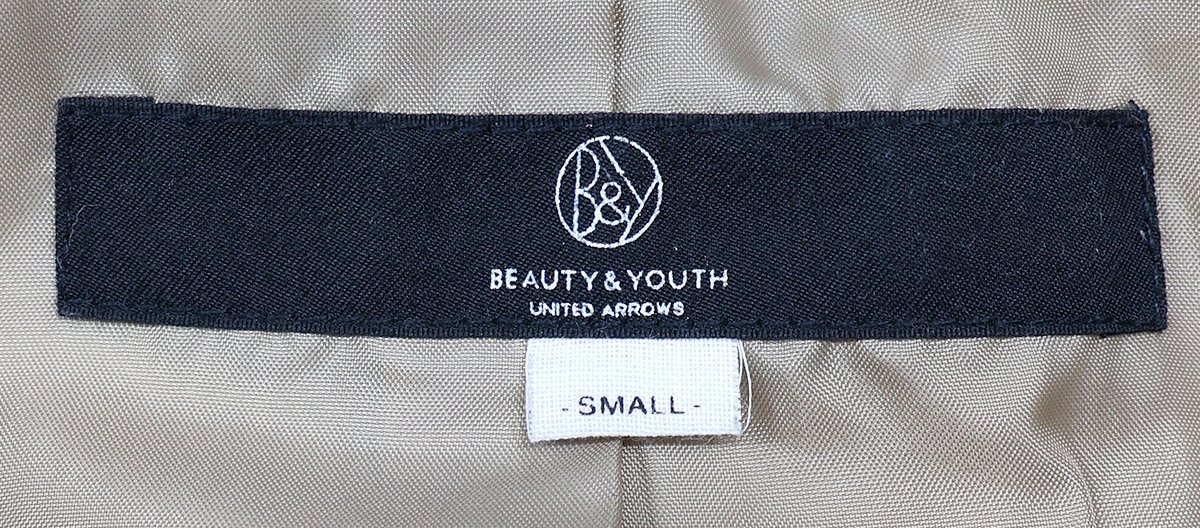 B&Y
BEAUTY & YOUTH
UNITED ARROWS
- SMALL -